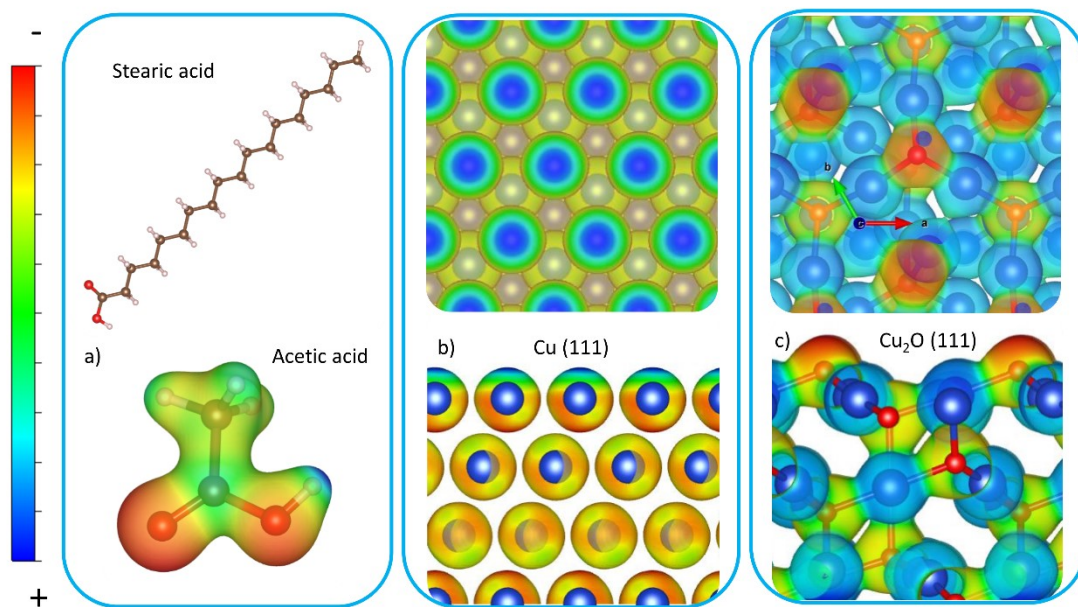 -
+
Stearic acid
a)
Acetic acid
b)
Cu (111)
b
a
c
c)
Cu₂O (111)